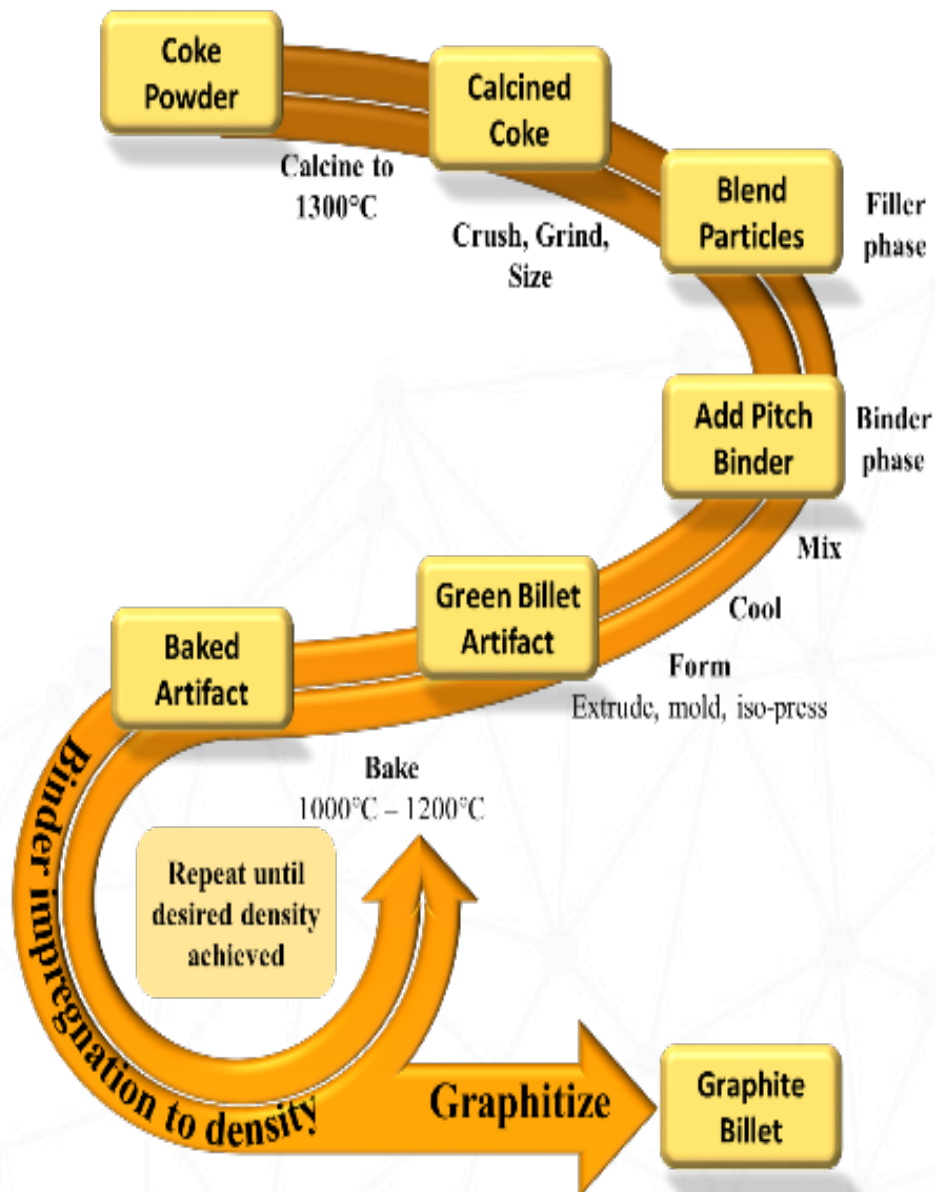 Coke
Powder
Calcined
Coke
Calcine to
1300°C
Blend
Particles
Filler
phase
Crush, Grind,
Size
Add Pitch
Binder
Binder
phase
Mix
Green Billet
Artifact
Cool
Baked
Artifact
Form
Extrude, mold, iso-press
Bake
1000°C – 1200°C
Binder impregnation to density
Repeat until
desired density
achieved
Graphitize
Graphite
Billet